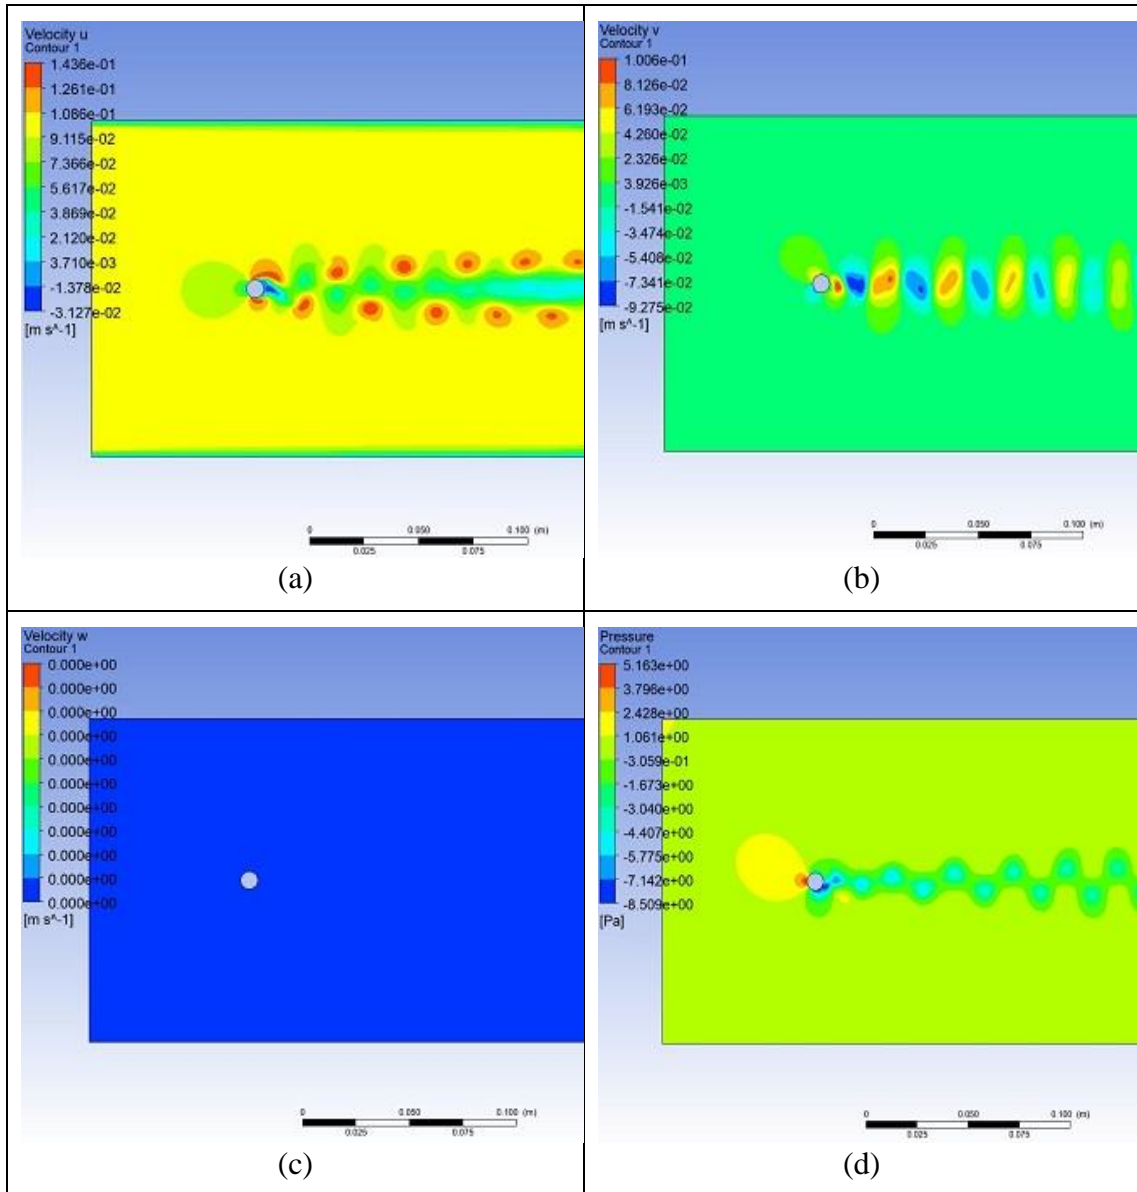 Velocity u
Contour 1
1.436e-01
1.261e-01
1.086e-01
9.115e-02
7.366e-02
5.617e-02
3.869e-02
2.120e-02
3.710e-03
-1.378e-02
-3.127e-02
[m s^-1]
0 0.050 0.100 (m)
0.025 0.075
(a)
Velocity v
Contour 1
1.006e-01
8.126e-02
6.193e-02
4.260e-02
2.326e-02
3.926e-03
-1.541e-02
-3.474e-02
-5.408e-02
-7.341e-02
-9.275e-02
[m s^-1]
0 0.050 0.100 (m)
0.025 0.075
(b)
Velocity w
Contour 1
0.000e+00
0.000e+00
0.000e+00
0.000e+00
0.000e+00
0.000e+00
0.000e+00
0.000e+00
0.000e+00
0.000e+00
0.000e+00
[m s^-1]
0 0.050 0.100 (m)
0.025 0.075
(c)
Pressure
Contour 1
5.163e+00
3.796e+00
2.428e+00
1.061e+00
-3.059e-01
-1.673e+00
-3.040e+00
-4.407e+00
-5.775e+00
-7.142e+00
-8.509e+00
[Pa]
0 0.050 0.100 (m)
0.025 0.075
(d)